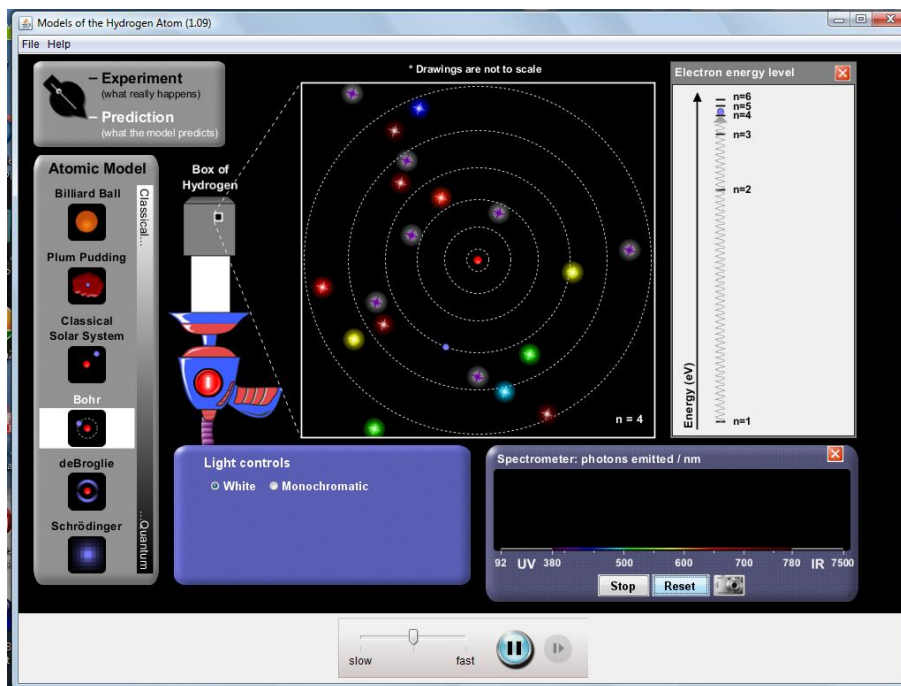 Models of the Hydrogen Atom (1.09)
File Help
Experiment
(what really happens)
Prediction
(what the model predicts)
* Drawings are not to scale
Electron energy level
n=6
n=5
n=4
n=3
n=2
n=1
Energy (eV)
Atomic Model
Billiard Ball
Plum Pudding
Classical
Solar System
Bohr
deBroglie
Schrödinger
Classical...
...Quantum
Box of
Hydrogen
n = 4
Light controls
White Monochromatic
Spectrometer: photons emitted / nm
92 UV 380 500 600 700 780 IR 7500
Stop Reset
slow fast